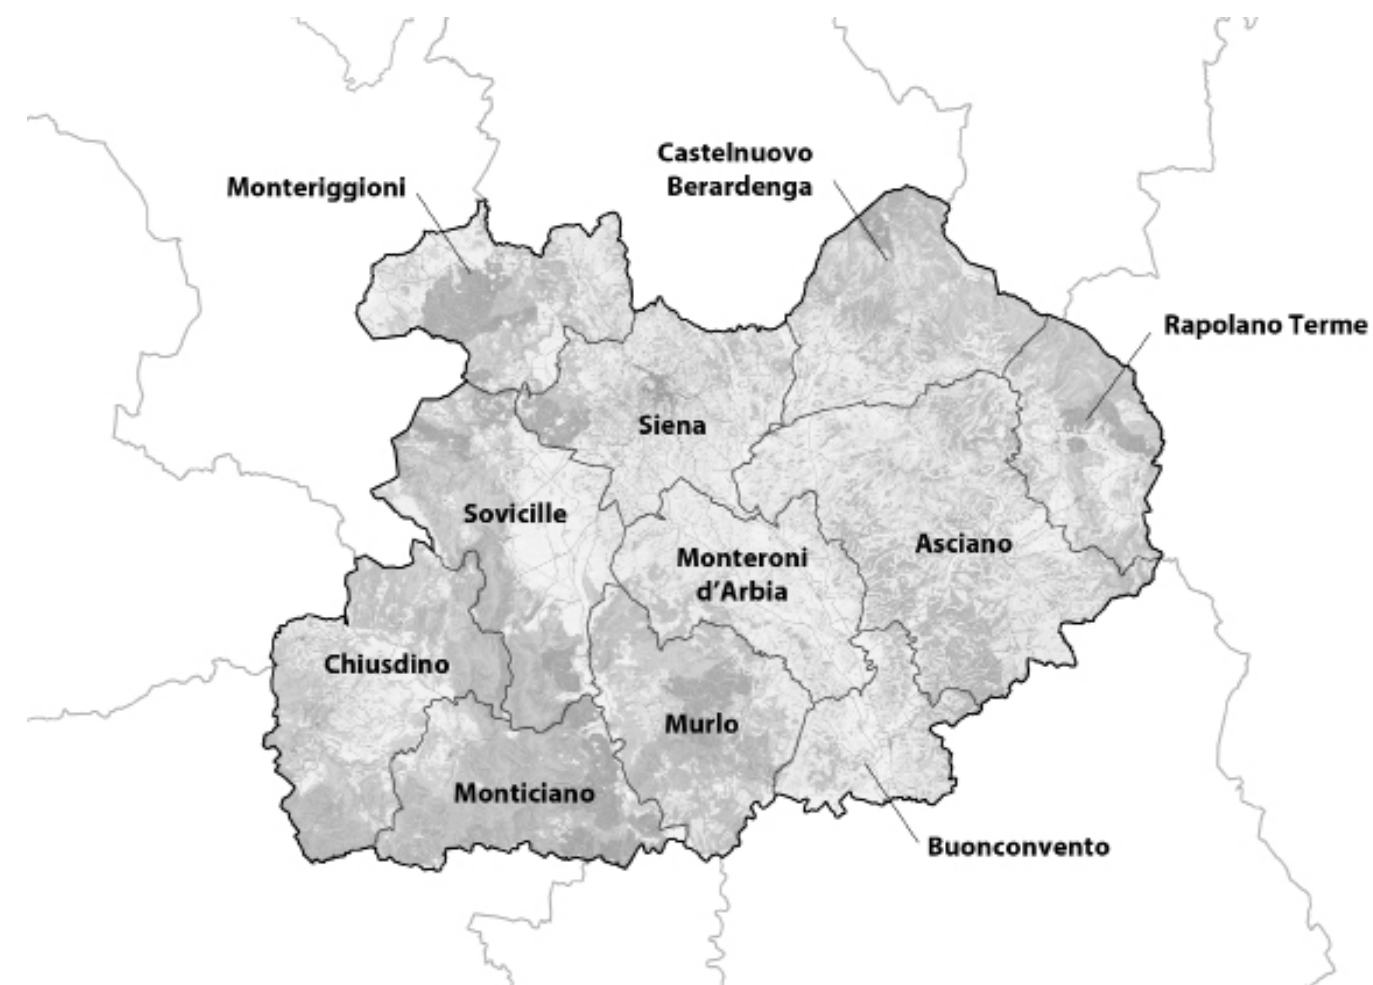 Castelnuovo
Berardenga
Monteriggioni
Rapolano Terme
Siena
Sovicille
Asciano
Monteroni
d'Arbia
Chiusdino
Murlo
Monticiano
Buonconvento